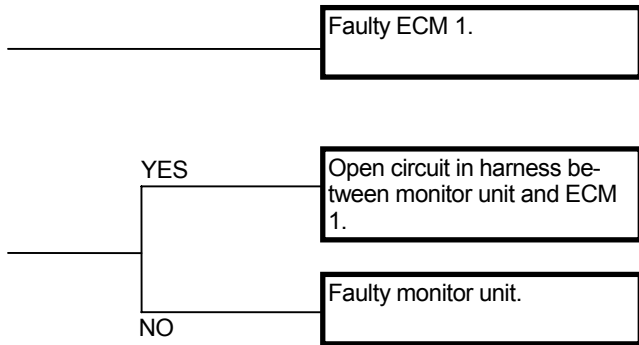 Faulty ECM 1.
YES
Open circuit in harness be-
tween monitor unit and ECM
1.
Faulty monitor unit.
NO